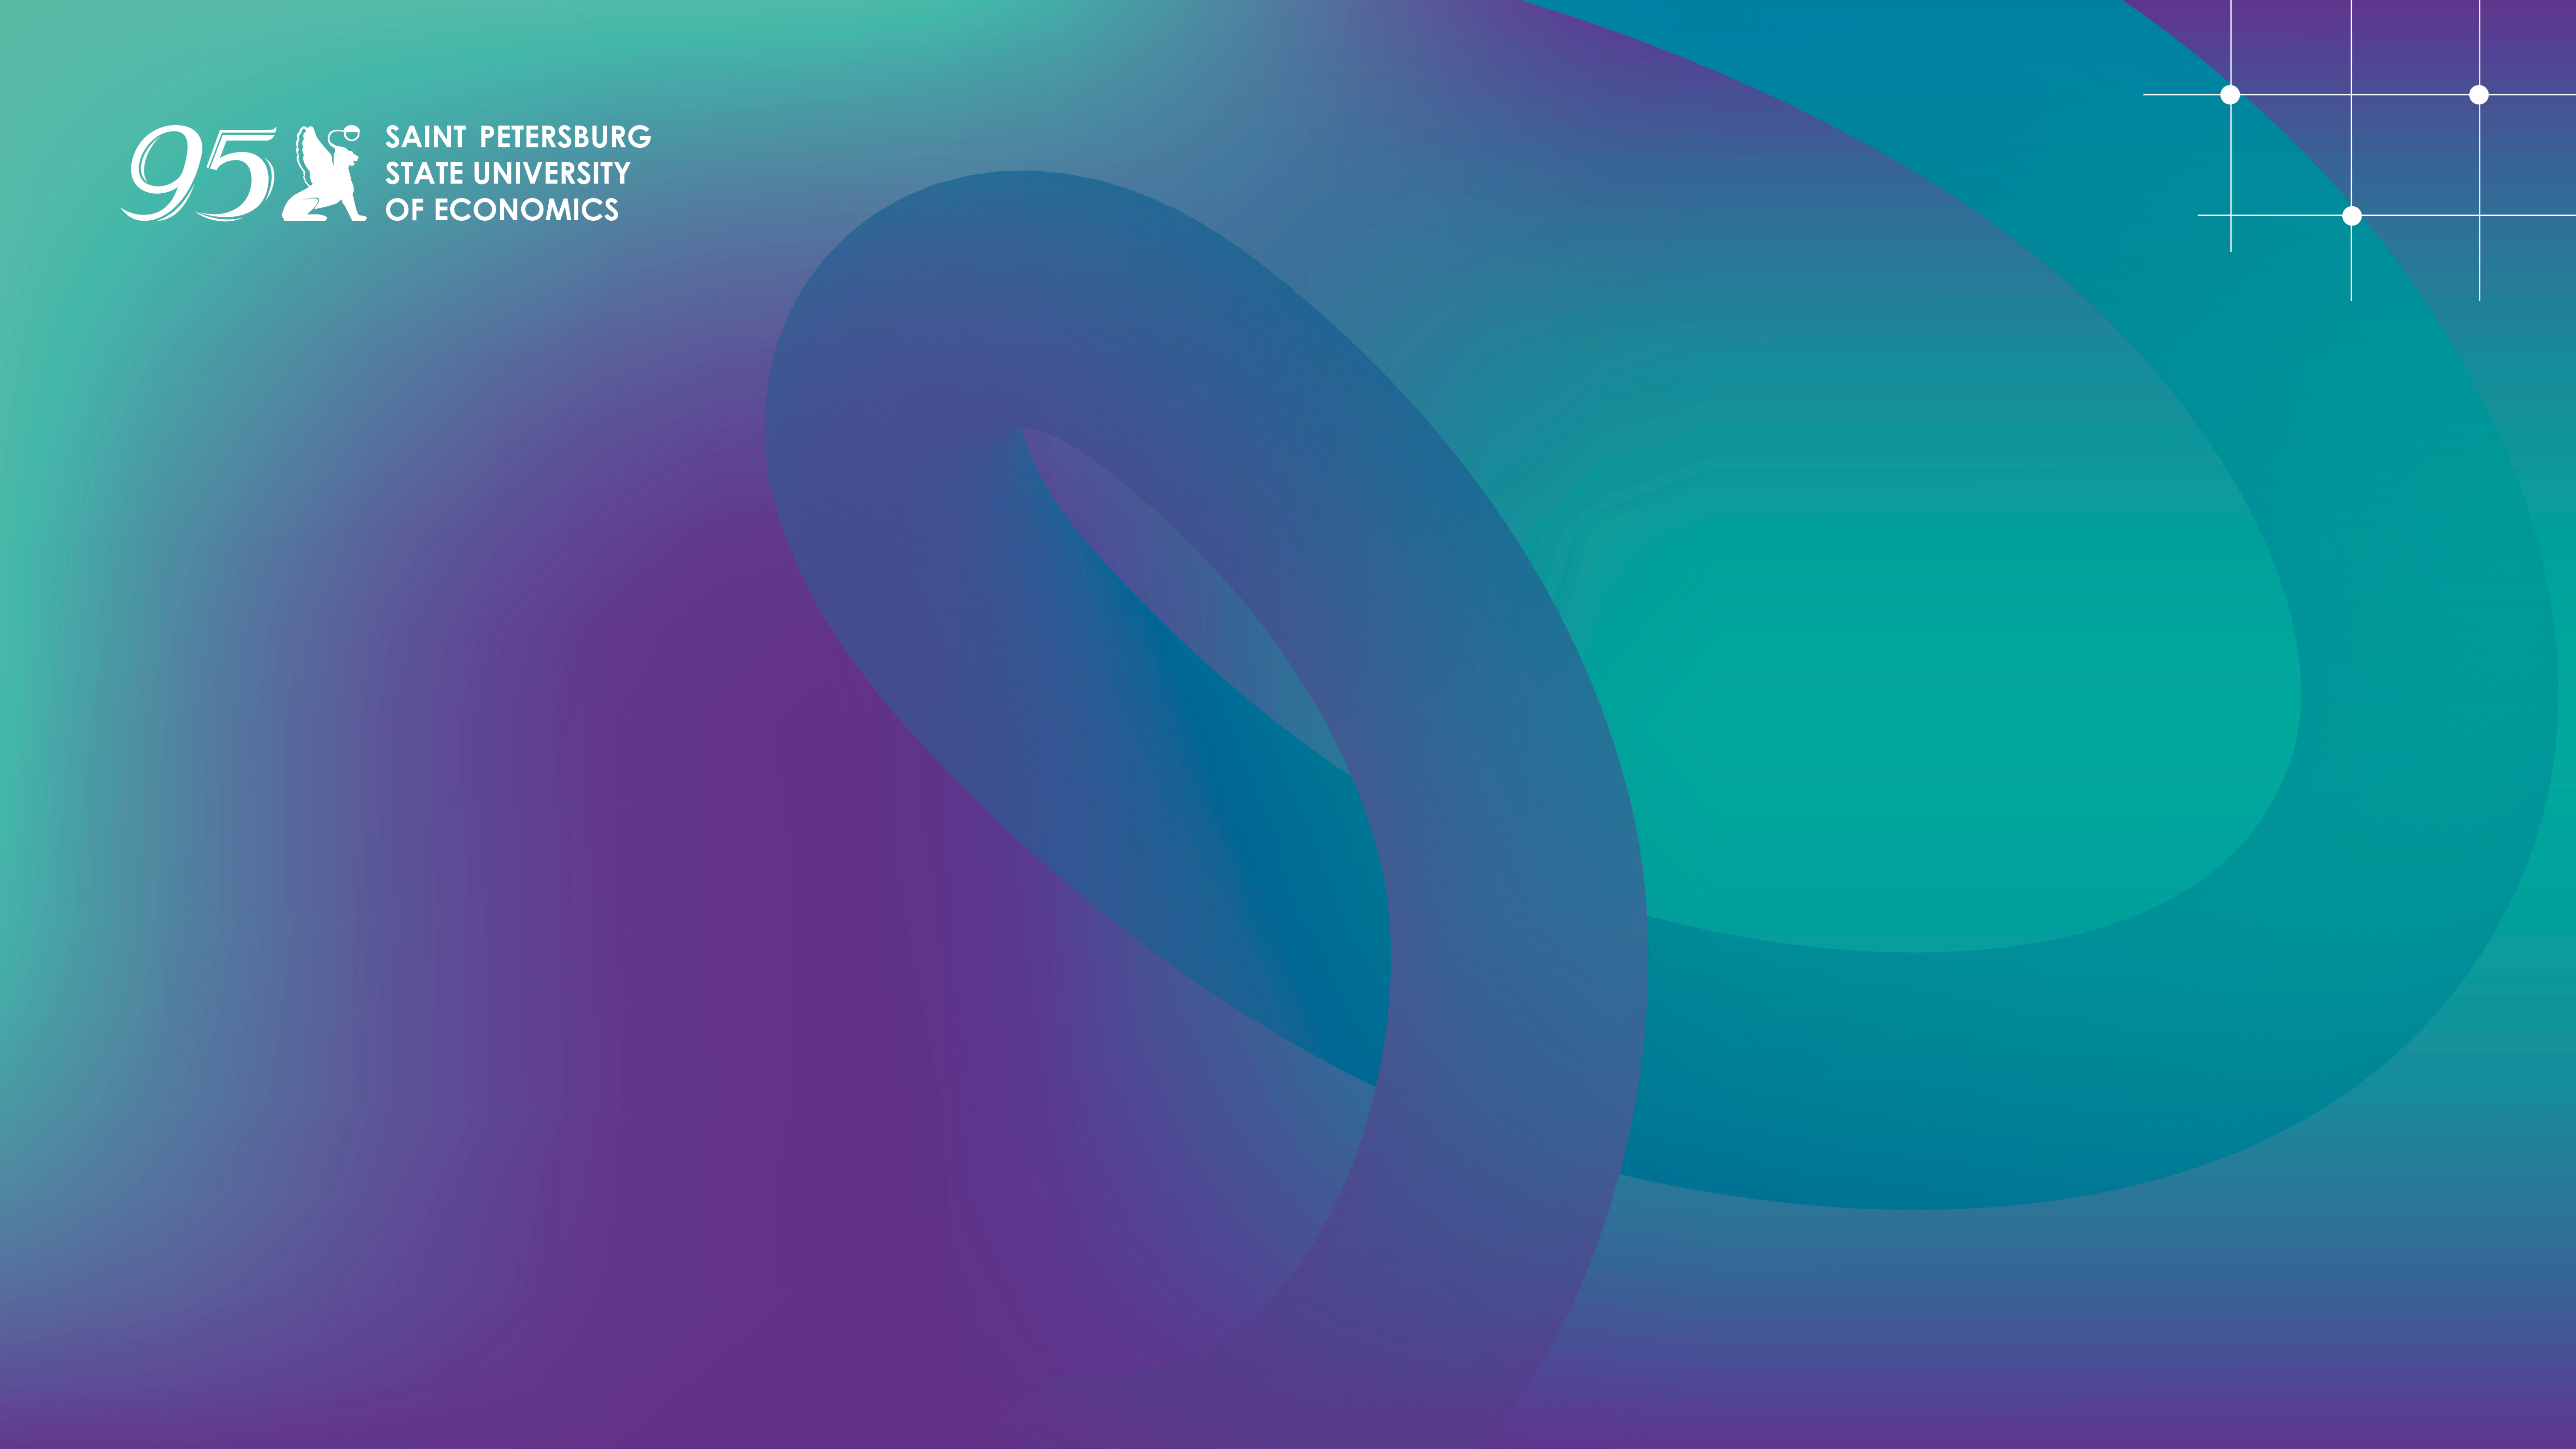 95
SAINT PETERSBURG
STATE UNIVERSITY
OF ECONOMICS